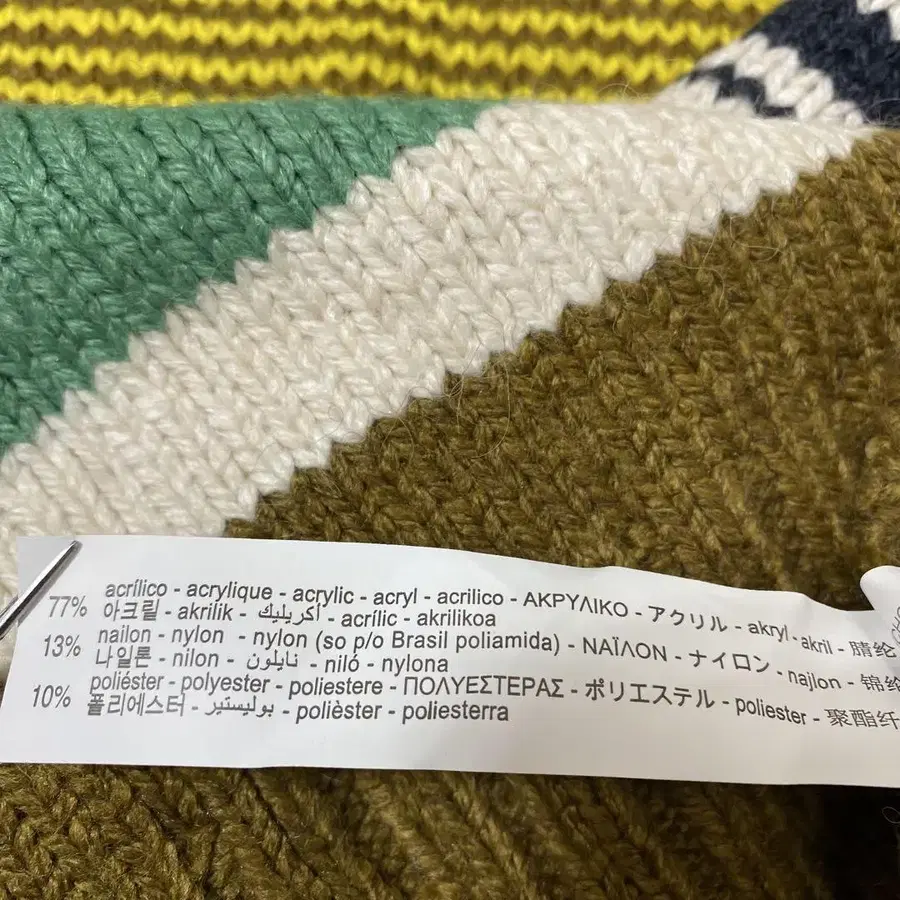 77% acrílico - acrylique - acrylic - acryl - acrilico - ΑΚΡΥΛΙΚΟ - アクリル - akryl - akril - 腈纶
아크릴 - akrilik - أكريليك - acrílic - akrilikoa
13% nailon - nylon - nylon (so p/o Brasil poliamida) - ΝΑΪΛΟΝ - ナイロン - najlon - 锦纶
나일론 - nilon - نايلون - niló - nylona
10% poliéster - polyester - poliestere - ΠΟΛΥΕΣΤΕΡΑΣ - ポリエステル - poliester - 聚酯纤
폴리에스터 - بوليستير - polièster - poliesterra